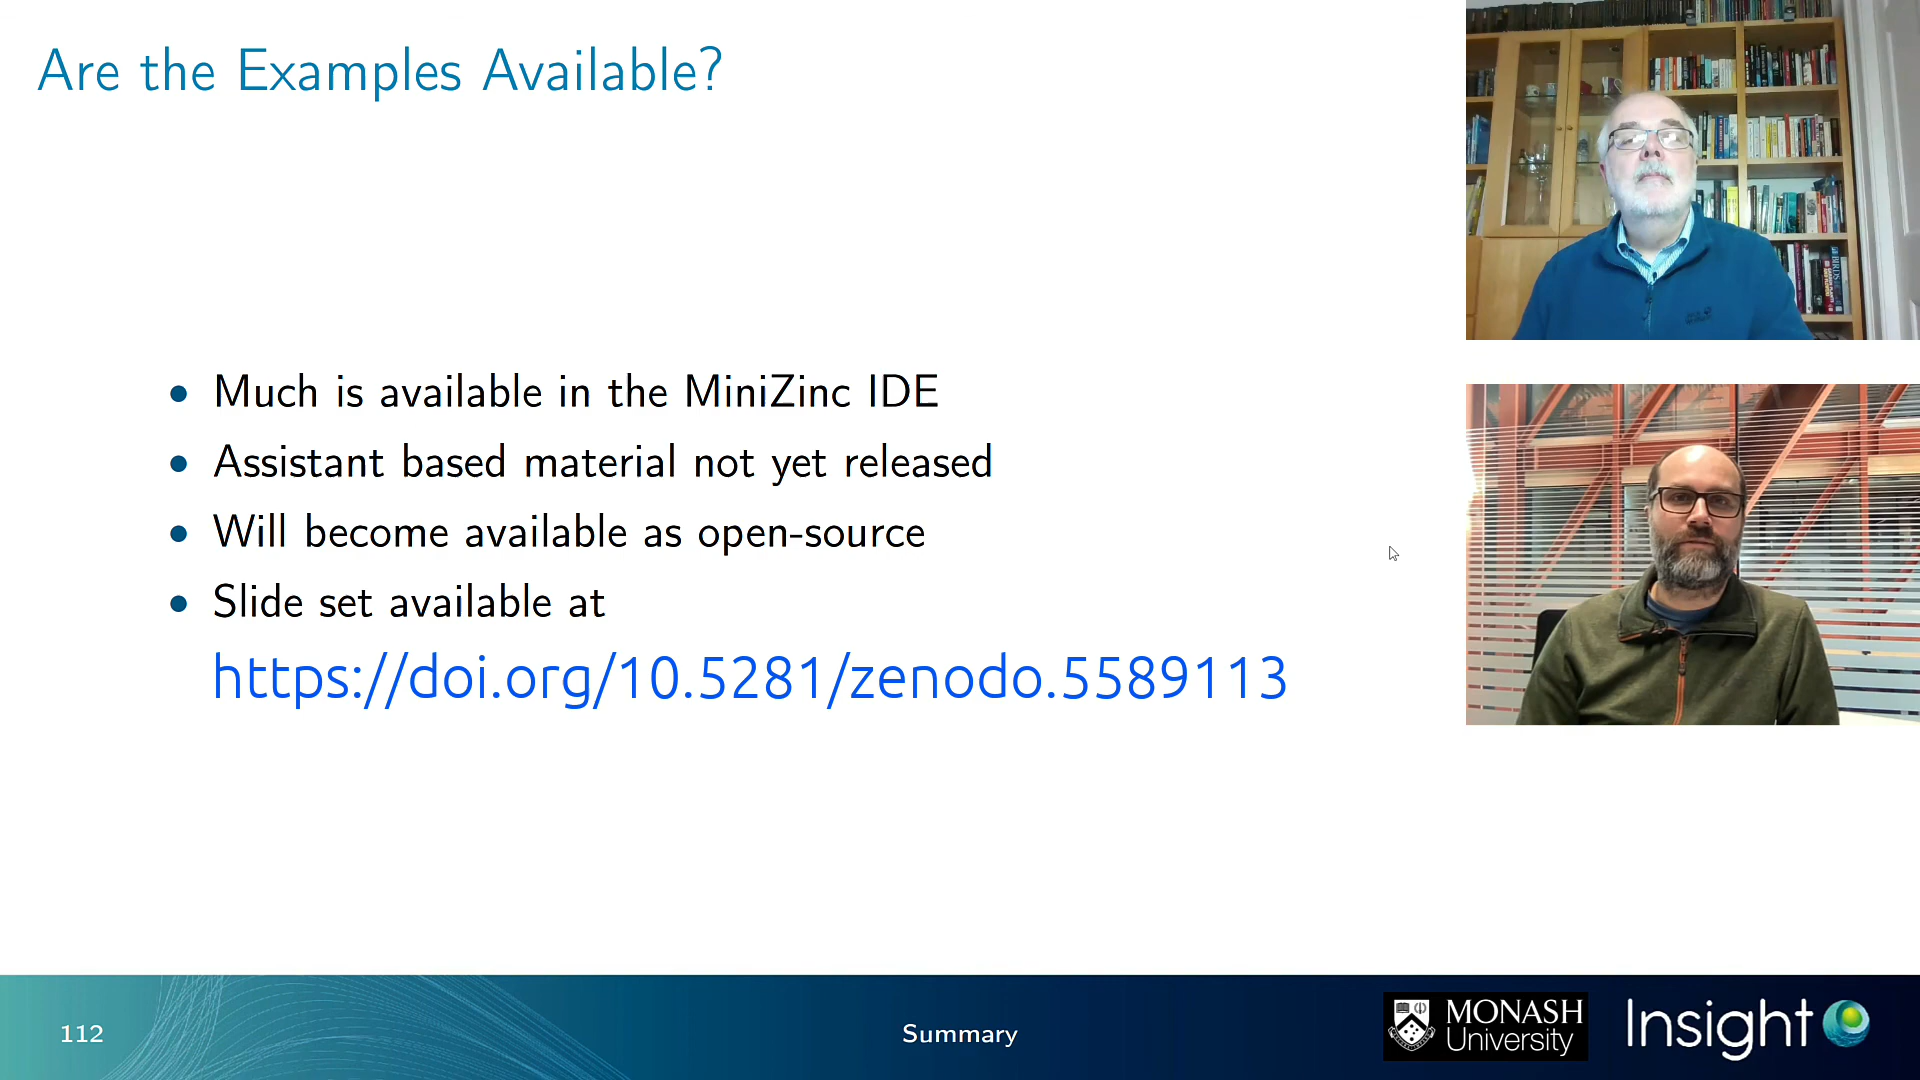 Are the Examples Available?
Much is available in the MiniZinc IDE
Assistant based material not yet released
Will become available as open-source
Slide set available at
https://doi.org/10.5281/zenodo.5589113
112
Summary
MONASH
University
Insight